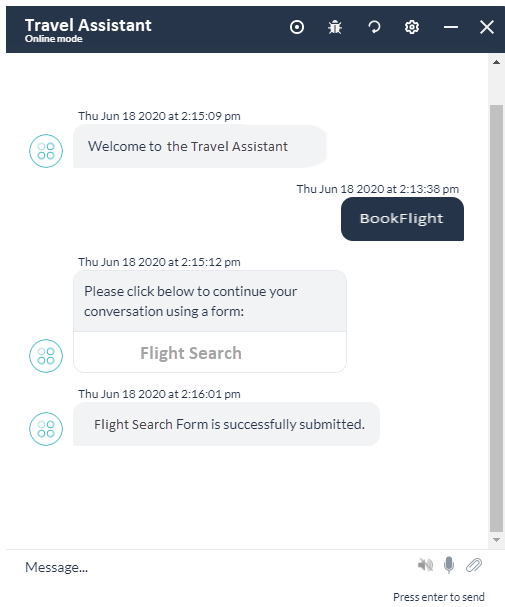 Travel Assistant
Online mode
Thu Jun 18 2020 at 2:15:09 pm
Welcome to the Travel Assistant
Thu Jun 18 2020 at 2:13:38 pm
BookFlight
Thu Jun 18 2020 at 2:15:12 pm
Please click below to continue your
conversation using a form:
Flight Search
Thu Jun 18 2020 at 2:16:01 pm
Flight Search Form is successfully submitted.
Message...
Press enter to send